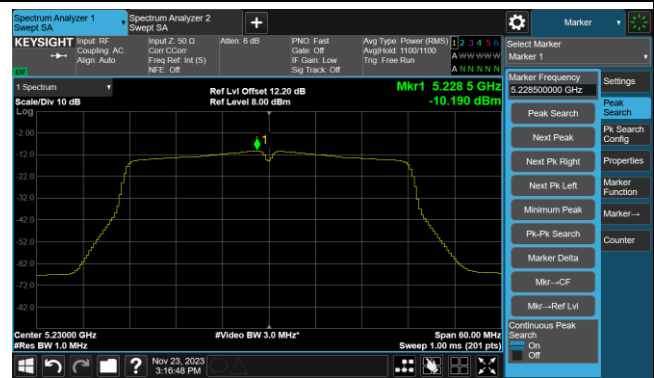 Spectrum Analyzer 1
Swept SA
Spectrum Analyzer 2
Swept SA
+
Marker
KEYSIGHT
Input: RF
Coupling: AC
Align: Auto
Input Z: 50 Ω
Corr CCorr
Freq Ref: Int (S)
NFE: Off
Atten: 6 dB
PNO: Fast
Gate: Off
IF Gain: Low
Sig Track: Off
Avg Type: Power (RMS)
Avg|Hold: 1100/1100
Trig: Free Run
1 2 3 4 5 6
A W W W W W
A N N N N N
LV
Select Marker
Marker 1
1 Spectrum
Scale/Div 10 dB
Log
Ref Lvl Offset 12.20 dB
Ref Level 8.00 dBm
Mkr1 5.228 5 GHz
-10.190 dBm
1
-2.00
-12.0
-22.0
-32.0
-42.0
-52.0
-62.0
-72.0
-82.0
Center 5.23000 GHz
#Res BW 1.0 MHz
#Video BW 3.0 MHz*
Span 60.00 MHz
Sweep 1.00 ms (201 pts)
Marker Frequency
5.228500000 GHz
Peak Search
Next Peak
Next Pk Right
Next Pk Left
Minimum Peak
Pk-Pk Search
Marker Delta
Mkr→CF
Mkr→Ref Lvl
Continuous Peak
Search
On
Off
Settings
Peak
Search
Pk Search
Config
Properties
Marker
Function
Marker→
Counter
?
Nov 23, 2023
3:16:48 PM